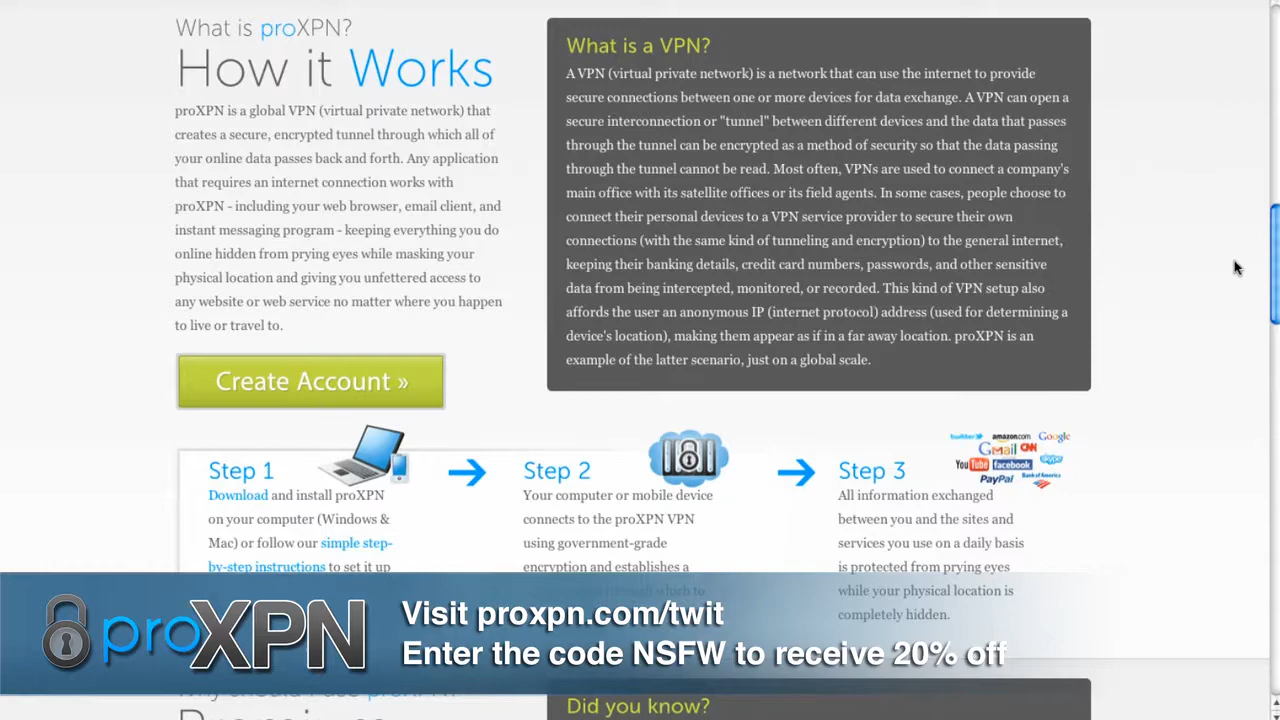 What is proXPN?
How it Works
proXPN is a global VPN (virtual private network) that
creates a secure, encrypted tunnel through which all of
your online data passes back and forth. Any application
that requires an internet connection works with
proXPN - including your web browser, email client, and
instant messaging program - keeping everything you do
online hidden from prying eyes while masking your
physical location and giving you unfettered access to
any website or web service no matter where you happen
to live or travel to.
Create Account »
What is a VPN?
A VPN (virtual private network) is a network that can use the internet to provide
secure connections between one or more devices for data exchange. A VPN can open a
secure interconnection or "tunnel" between different devices and the data that passes
through the tunnel can be encrypted as a method of security so that the data passing
through the tunnel cannot be read. Most often, VPNs are used to connect a company's
main office with its satellite offices or its field agents. In some cases, people choose to
connect their personal devices to a VPN service provider to secure their own
connections (with the same kind of tunneling and encryption) to the general internet,
keeping their banking details, credit card numbers, passwords, and other sensitive
data from being intercepted, monitored, or recorded. This kind of VPN setup also
affords the user an anonymous IP (internet protocol) address (used for determining a
device's location), making them appear as if in a far away location. proXPN is an
example of the latter scenario, just on a global scale.
Step 1
Download and install proXPN
on your computer (Windows &
Mac) or follow our simple step-
by-step instructions to set it up
Step 2
Your computer or mobile device
connects to the proXPN VPN
using government-grade
encryption and establishes a
twitter amazon.com Google
Gmail CNN
YouTube facebook skype
PayPal Bank of America
Step 3
All information exchanged
between you and the sites and
services you use on a daily basis
is protected from prying eyes
while your physical location is
completely hidden.
proXPN
Visit proxpn.com/twit
Enter the code NSFW to receive 20% off
Did you know?